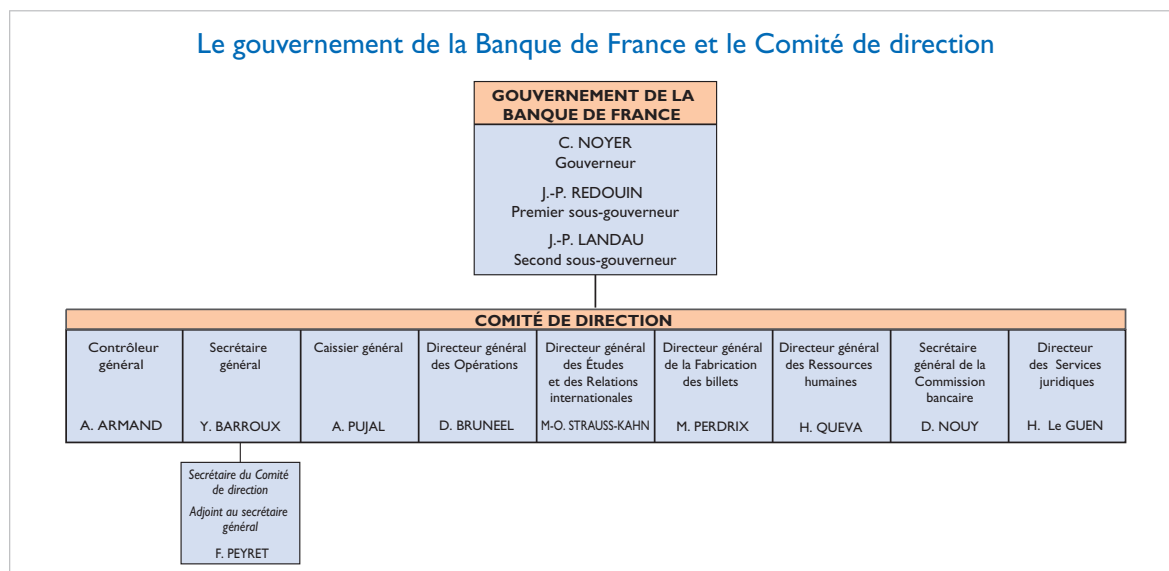 Le gouvernement de la Banque de France et le Comité de direction
GOUVERNEMENT DE LA
BANQUE DE FRANCE
C. NOYER
Gouverneur
J.-P. REDOUIN
Premier sous-gouverneur
J.-P. LANDAU
Second sous-gouverneur
COMITÉ DE DIRECTION
Contrôleur
général
A. ARMAND
Secrétaire
général
Y. BARROUX
Caissier général
A. PUJAL
Directeur général
des Opérations
D. BRUNEEL
Directeur général
des Études
et des Relations
internationales
M-O. STRAUSS-KAHN
Directeur général
de la Fabrication
des billets
M. PERDRIX
Directeur général
des Ressources
humaines
H. QUEVA
Secrétaire
général de la
Commission
bancaire
D. NOUY
Directeur
des Services
juridiques
H. Le GUEN
Secrétaire du Comité
de direction
Adjoint au secrétaire
général
F. PEYRET